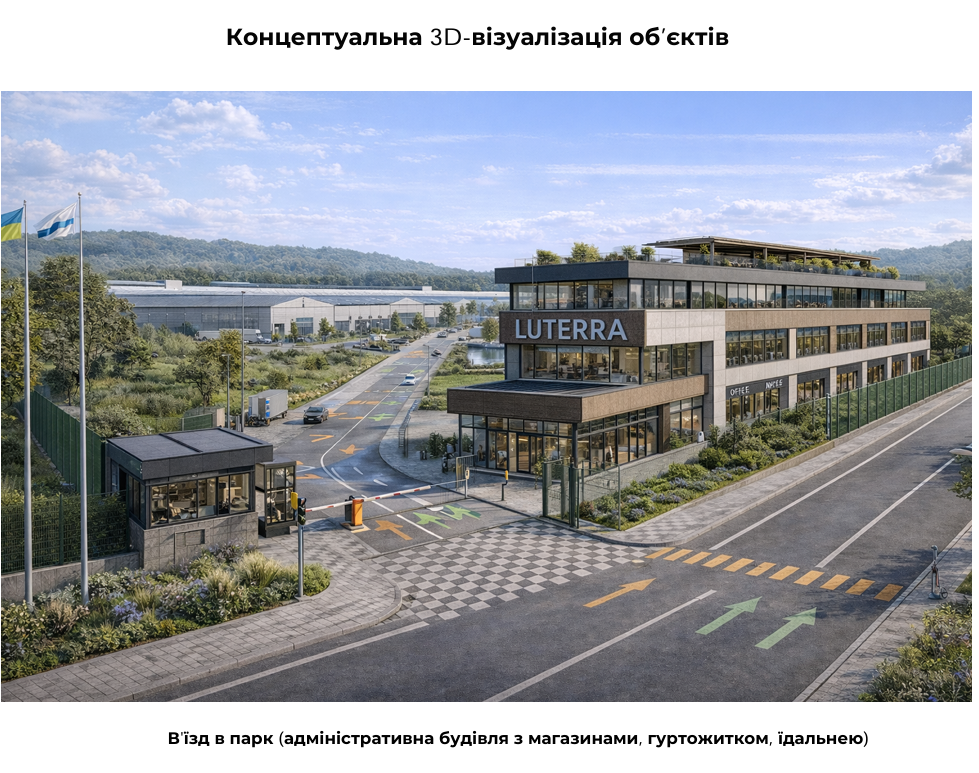 Концептуальна 3D-візуалізація об’єктів
LUTERRA
OFFICE
В'їзд в парк (адміністративна будівля з магазинами, гуртожитком, їдальнею)